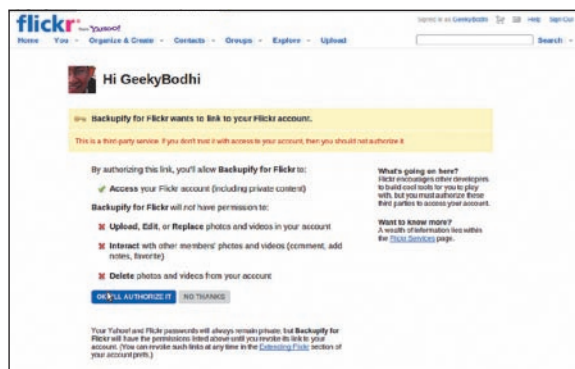 flickr from YAHOO!
Signed in as GeekyBodhi Help Sign Out
Home You Organize & Create Contacts Groups Explore Upload
Search
Hi GeekyBodhi
Backupify for Flickr wants to link to your Flickr account.
This is a third-party service. If you don't trust it with access to your account, then you should not authorize it.
By authorizing this link, you'll allow Backupify for Flickr to:
Access your Flickr account (including private content)
Backupify for Flickr will not have permission to:
Upload, Edit, or Replace photos and videos in your account
Interact with other members' photos and videos (comment, add
notes, favorite)
Delete photos and videos from your account
OK, I'LL AUTHORIZE IT NO THANKS
Your Yahoo! and Flickr passwords will always remain private, but Backupify for
Flickr will have the permissions listed above until you revoke its link to your
account. (You can revoke such links at any time in the Extending Flickr section of
your account prefs.)
What's going on here?
Flickr encourages other developers
to build cool tools for you to play
with, but you must authorize these
third parties to access your account.
Want to know more?
A wealth of information lies within
the Flickr Services page.